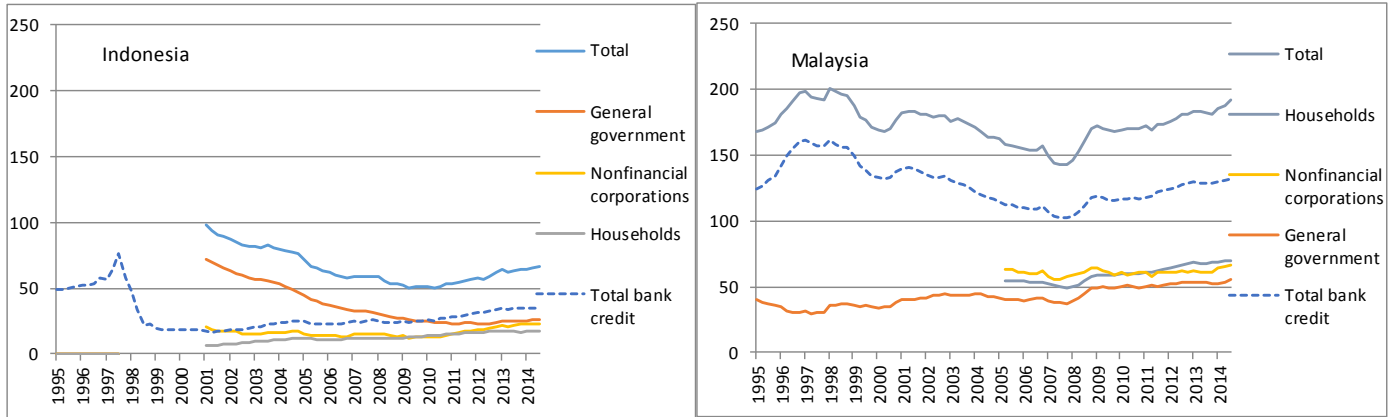 250
200
150
100
50
0
Indonesia
Total
General
government
Nonfinancial
corporations
Households
Total bank
credit
1995
1996
1997
1998
1999
2000
2001
2002
2003
2004
2005
2006
2007
2008
2009
2010
2011
2012
2013
2014
250
200
150
100
50
0
Malaysia
Total
Households
Nonfinancial
corporations
General
government
Total bank
credit
1995
1996
1997
1998
1999
2000
2001
2002
2003
2004
2005
2006
2007
2008
2009
2010
2011
2012
2013
2014